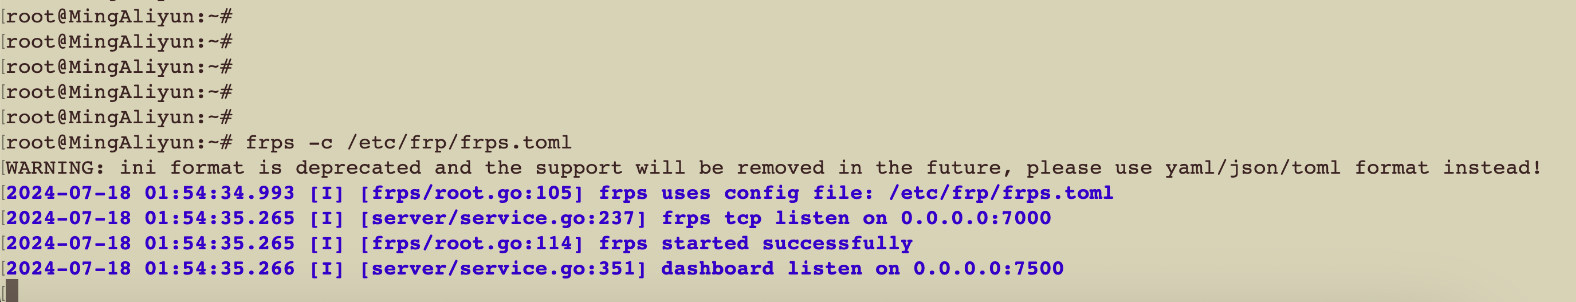 [root@MingAliyun:~#
[root@MingAliyun:~#
[root@MingAliyun:~#
[root@MingAliyun:~#
[root@MingAliyun:~#
[root@MingAliyun:~# frps -c /etc/frp/frps.toml
[WARNING: ini format is deprecated and the support will be removed in the future, please use yaml/json/toml format instead!
[2024-07-18 01:54:34.993 [I] [frps/root.go:105] frps uses config file: /etc/frp/frps.toml
[2024-07-18 01:54:35.265 [I] [server/service.go:237] frps tcp listen on 0.0.0.0:7000
[2024-07-18 01:54:35.265 [I] [frps/root.go:114] frps started successfully
[2024-07-18 01:54:35.266 [I] [server/service.go:351] dashboard listen on 0.0.0.0:7500
[